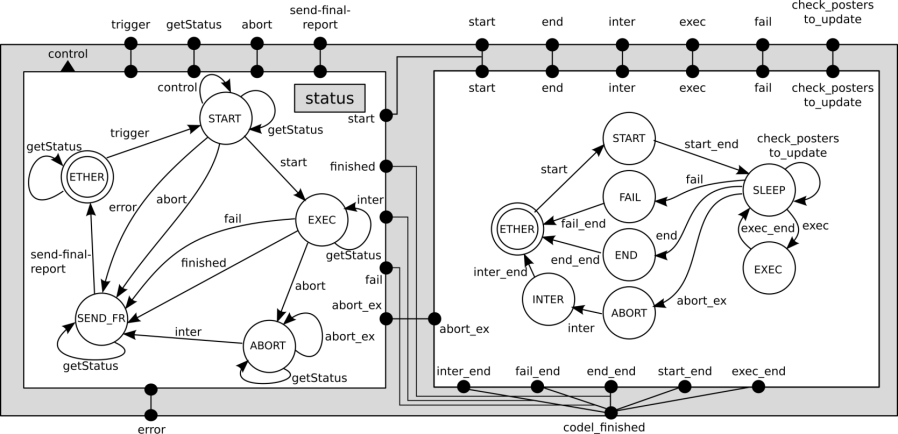 trigger
getStatus
abort
send-final-
report
start
end
inter
exec
fail
check_posters
to_update
control
status
start
finished
inter
fail
abort_ex
control
START
getStatus
trigger
getStatus
ETHER
start
error
abort
EXEC
getStatus
fail
finished
send-final-
report
abort
SEND_FR
getStatus
inter
ABORT
abort_ex
getStatus
error
start
end
inter
exec
fail
check_posters
to_update
START
start_end
check_posters
to_update
start
fail
SLEEP
FAIL
ETHER
fail_end
end
exec_end
exec
end_end
END
EXEC
inter_end
INTER
inter
ABORT
abort_ex
abort_ex
inter_end
fail_end
end_end
start_end
exec_end
codel_finished